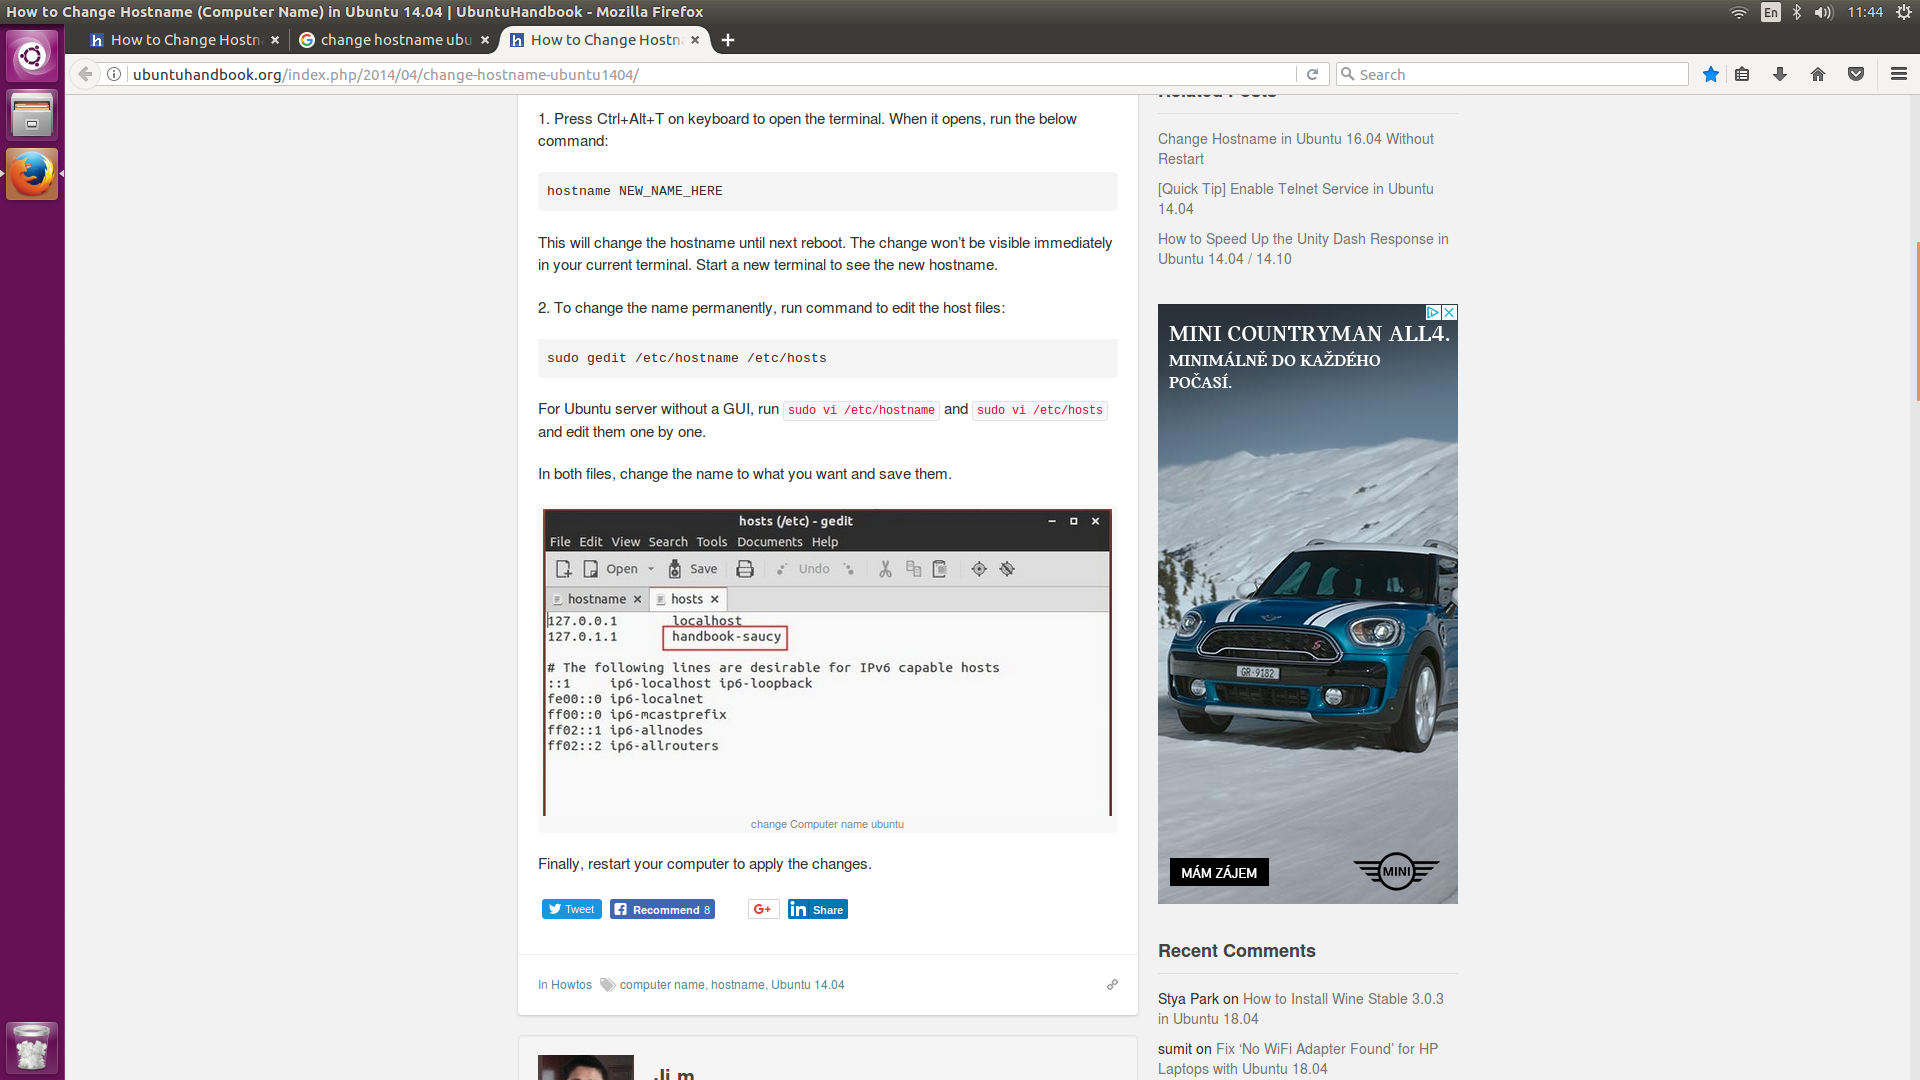 How to Change Hostname (Computer Name) in Ubuntu 14.04 | UbuntuHandbook - Mozilla Firefox
En
11:44
How to Change Hostn
change hostname ubu
How to Change Hostn
ubuntuhandbook.org/index.php/2014/04/change-hostname-ubuntu1404/
Search
1. Press Ctrl+Alt+T on keyboard to open the terminal. When it opens, run the below
command:
hostname NEW_NAME_HERE
This will change the hostname until next reboot. The change won’t be visible immediately
in your current terminal. Start a new terminal to see the new hostname.
2. To change the name permanently, run command to edit the host files:
sudo gedit /etc/hostname /etc/hosts
For Ubuntu server without a GUI, run sudo vi /etc/hostname and sudo vi /etc/hosts
and edit them one by one.
In both files, change the name to what you want and save them.
hosts (/etc) - gedit
File Edit View Search Tools Documents Help
Open Save Undo
hostname hosts
127.0.0.1 localhost
127.0.1.1 handbook-saucy
# The following lines are desirable for IPv6 capable hosts
::1 ip6-localhost ip6-loopback
fe00::0 ip6-localnet
ff00::0 ip6-mcastprefix
ff02::1 ip6-allnodes
ff02::2 ip6-allrouters
change Computer name ubuntu
Finally, restart your computer to apply the changes.
Tweet
Recommend 8
G+
in Share
In Howtos computer name, hostname, Ubuntu 14.04
Ji m
Related Posts
Change Hostname in Ubuntu 16.04 Without
Restart
[Quick Tip] Enable Telnet Service in Ubuntu
14.04
How to Speed Up the Unity Dash Response in
Ubuntu 14.04 / 14.10
MINI COUNTRYMAN ALL4.
MINIMÁLNĚ DO KAŽDÉHO
POČASÍ.
GR·9182
MÁM ZÁJEM
MINI
Recent Comments
Stya Park on How to Install Wine Stable 3.0.3
in Ubuntu 18.04
sumit on Fix ‘No WiFi Adapter Found’ for HP
Laptops with Ubuntu 18.04